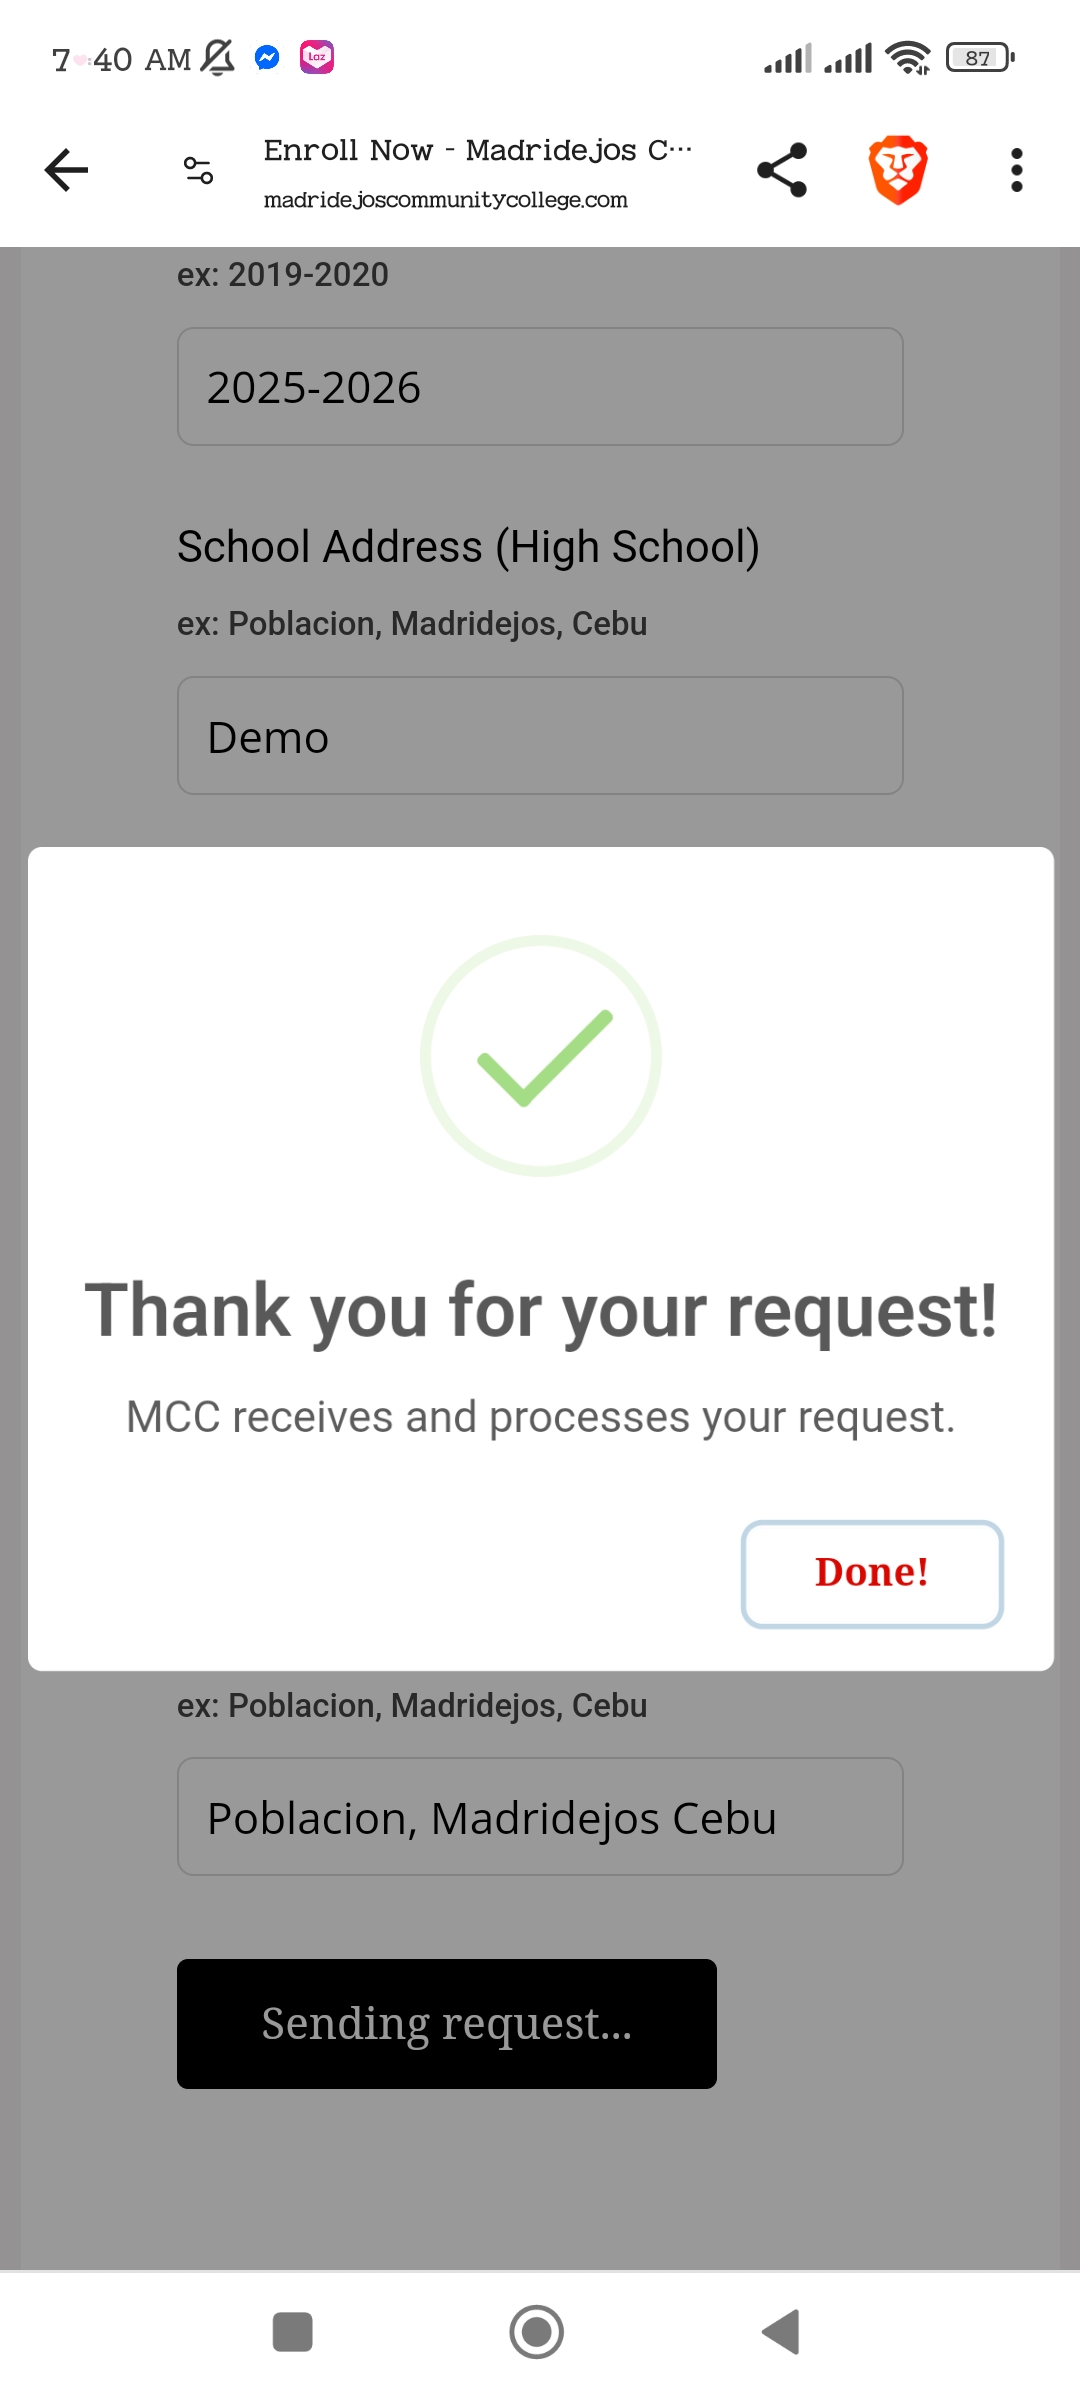 7:40 AM
Laz
87
Enroll Now - Madridejos C...
madridejoscommunitycollege.com
ex: 2019-2020
2025-2026
School Address (High School)
ex: Poblacion, Madridejos, Cebu
Demo
Thank you for your request!
MCC receives and processes your request.
Done!
ex: Poblacion, Madridejos, Cebu
Poblacion, Madridejos Cebu
Sending request...